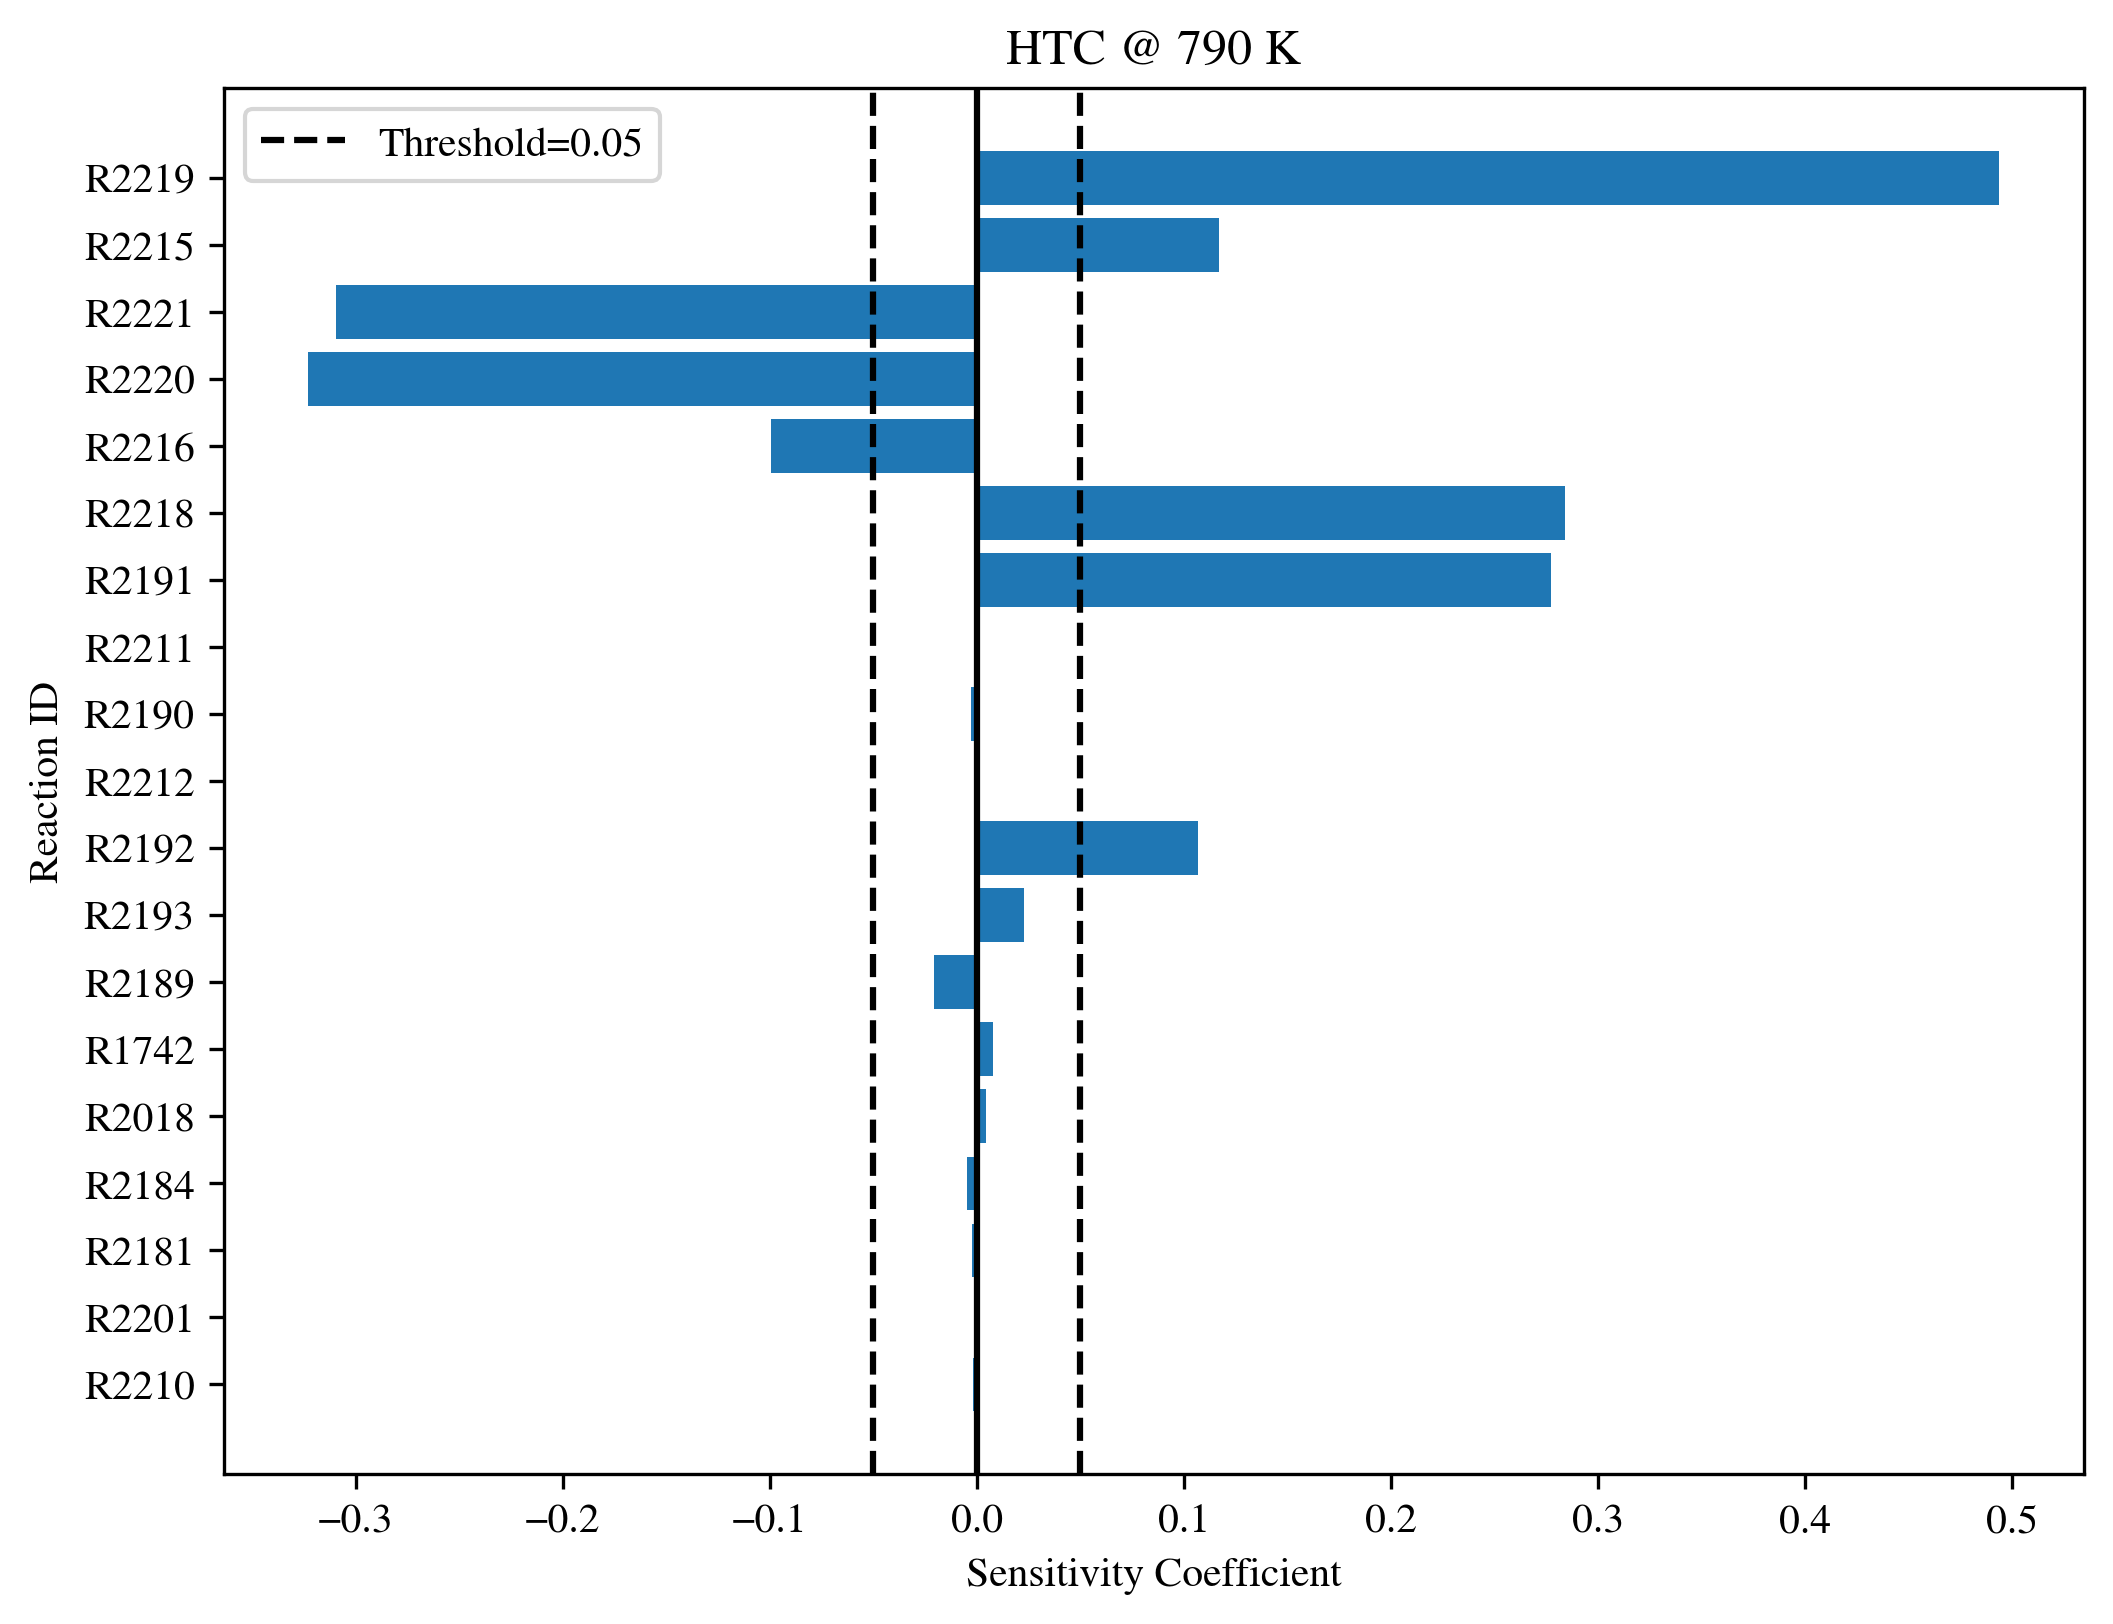 HTC @ 790 K
Threshold=0.05
R2219
R2215
R2221
R2220
R2216
R2218
R2191
R2211
R2190
R2212
R2192
R2193
R2189
R1742
R2018
R2184
R2181
R2201
R2210
Reaction ID
−0.3 −0.2 −0.1 0.0 0.1 0.2 0.3 0.4 0.5
Sensitivity Coefficient